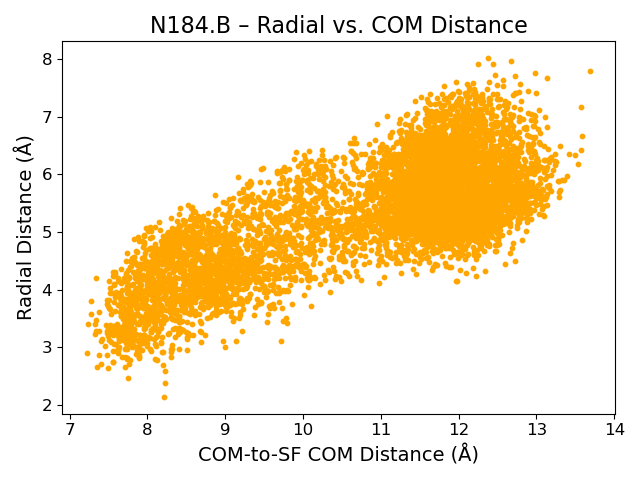 N184.B – Radial vs. COM Distance
Radial Distance (Å)
8
7
6
5
4
3
2
7 8 9 10 11 12 13 14
COM-to-SF COM Distance (Å)